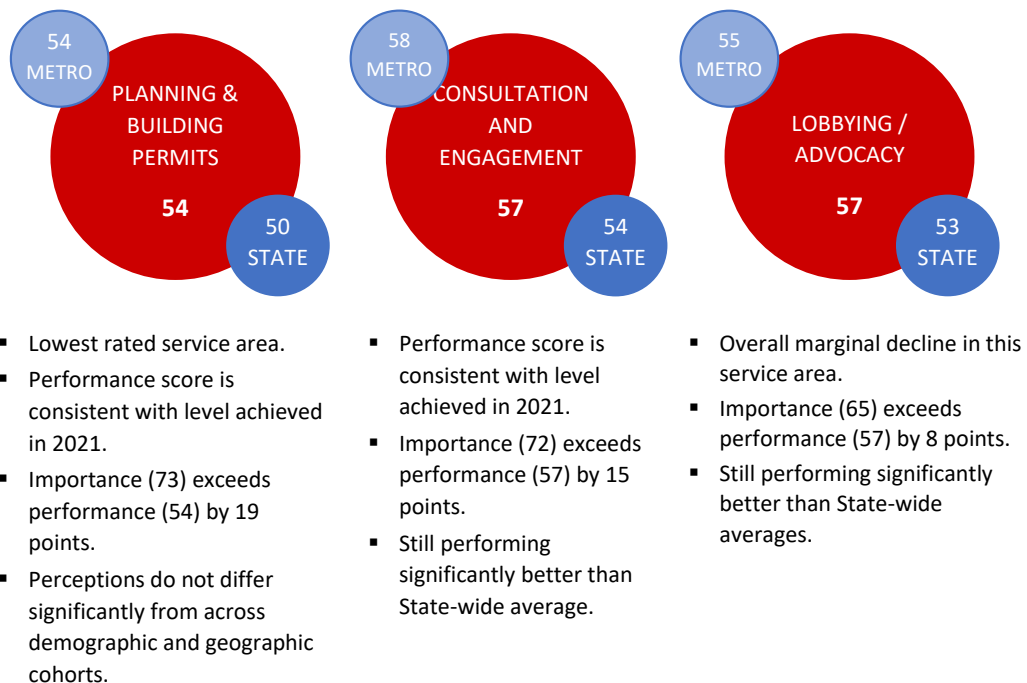 54
METRO
PLANNING &
BUILDING
PERMITS
54
50
STATE
▪ Lowest rated service area.
▪ Performance score is
consistent with level achieved
in 2021.
▪ Importance (73) exceeds
performance (54) by 19
points.
▪ Perceptions do not differ
significantly from across
demographic and geographic
cohorts.
58
METRO
CONSULTATION
AND
ENGAGEMENT
57
54
STATE
▪ Performance score is
consistent with level
achieved in 2021.
▪ Importance (72) exceeds
performance (57) by 15
points.
▪ Still performing
significantly better than
State-wide average.
55
METRO
LOBBYING /
ADVOCACY
57
53
STATE
▪ Overall marginal decline in this
service area.
▪ Importance (65) exceeds
performance (57) by 8 points.
▪ Still performing significantly
better than State-wide
averages.